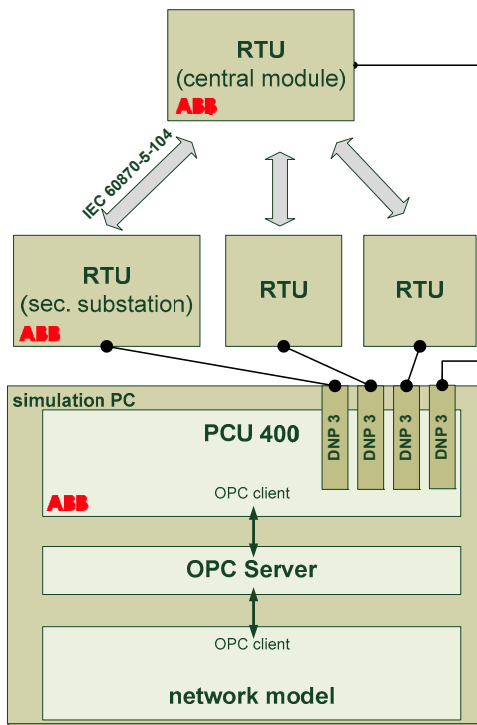 RTU
(central module)
ABB
IEC 60870-5-104
RTU
(sec. substation)
ABB
RTU
RTU
simulation PC
DNP 3
DNP 3
DNP 3
DNP 3
PCU 400
OPC client
ABB
OPC Server
OPC client
network model